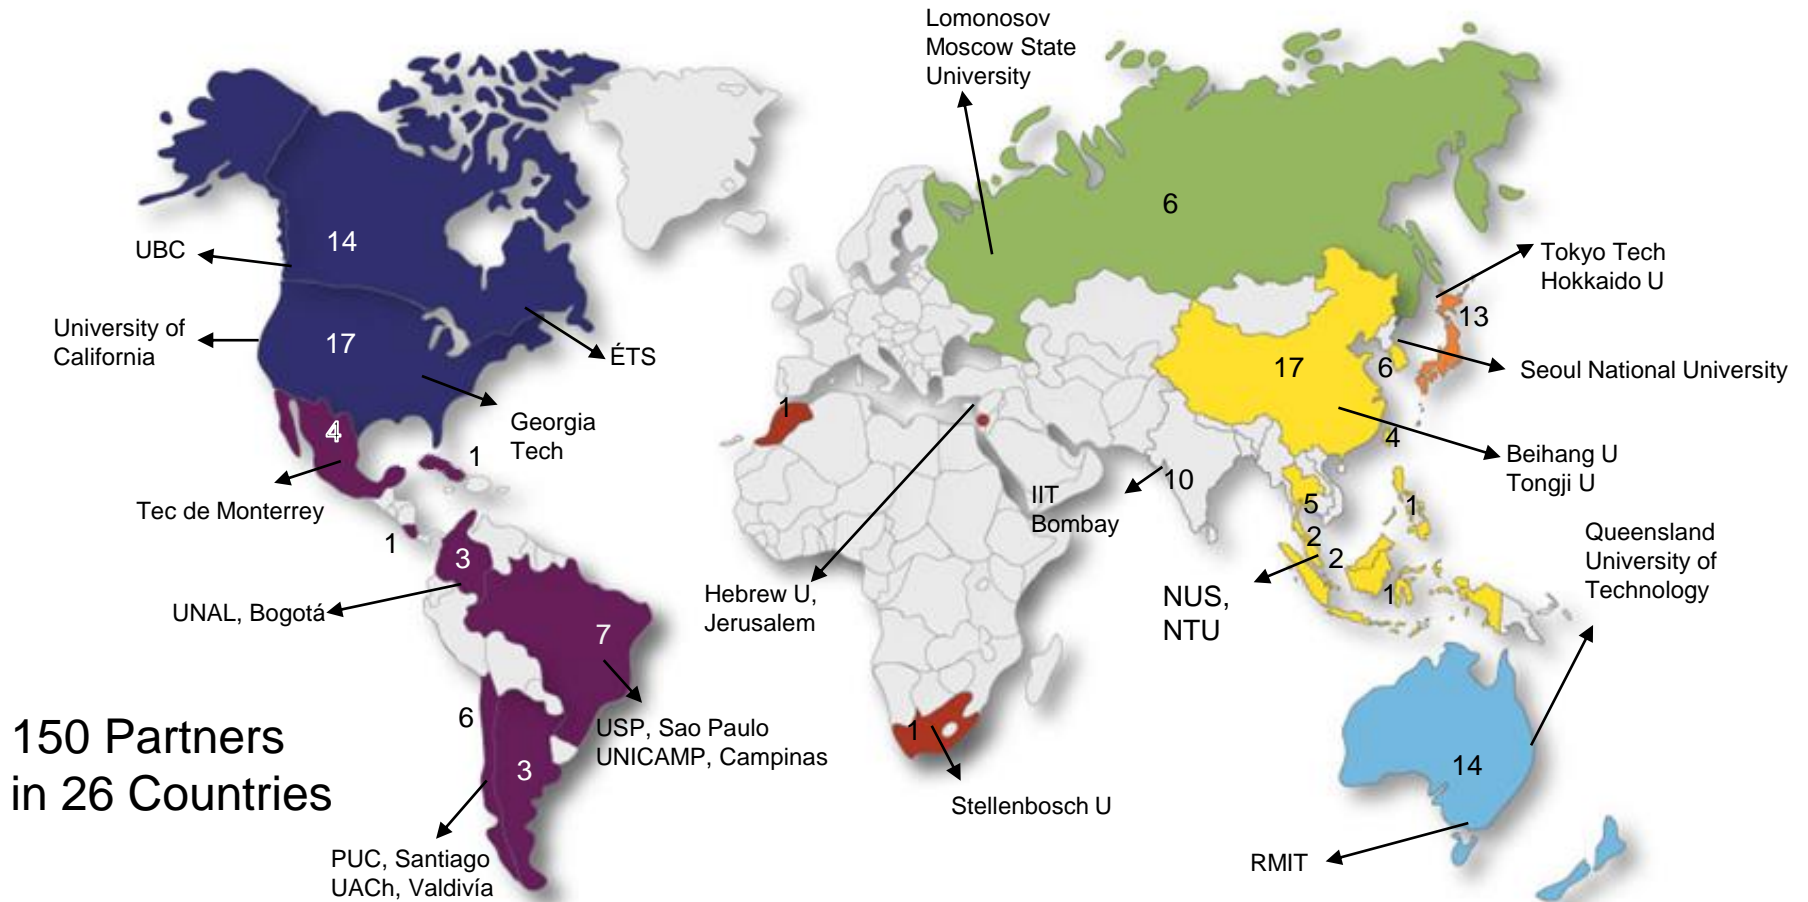 Lomonosov
Moscow State
University
6
14
UBC
Tokyo Tech
Hokkaido U
13
University of
California
17
ÉTS
17
6
Seoul National University
Georgia
Tech
4
1
1
4
Beihang U
Tongji U
Tec de Monterrey
1
10
IIT
Bombay
5
1
2
2
1
Queensland
University of
Technology
3
UNAL, Bogotá
Hebrew U,
Jerusalem
NUS,
NTU
7
6
USP, Sao Paulo
UNICAMP, Campinas
1
3
14
150 Partners
in 26 Countries
Stellenbosch U
PUC, Santiago
UACh, Valdivía
RMIT